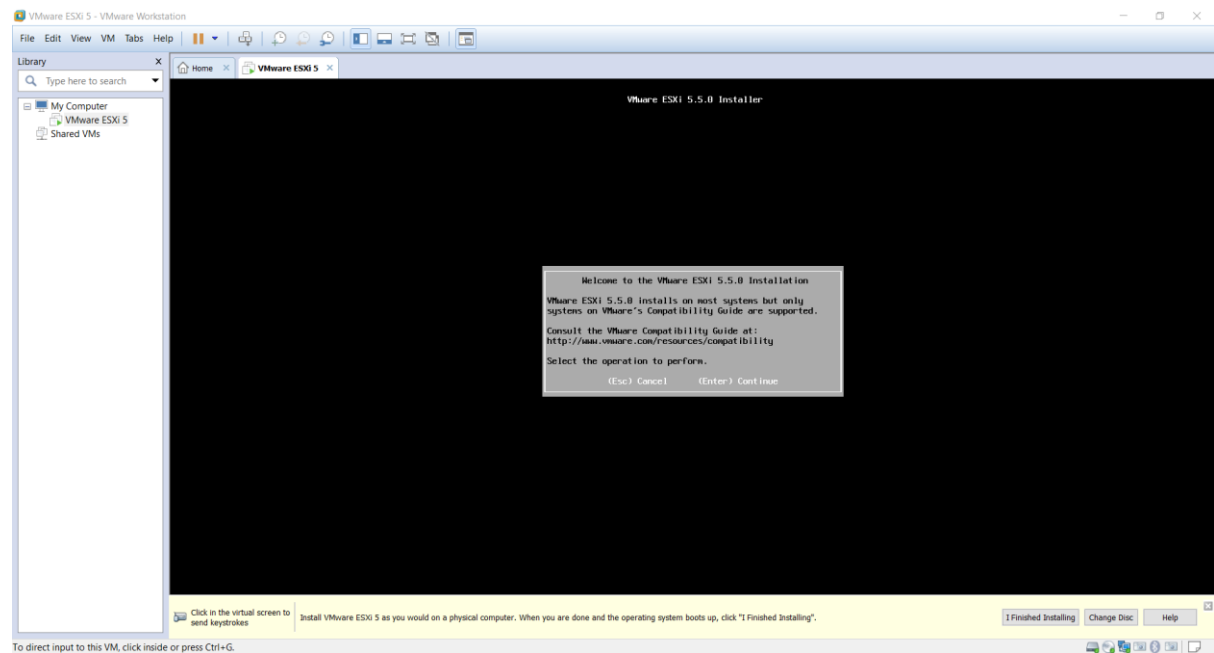 VMware ESXi 5 - VMware Workstation
File Edit View VM Tabs Help
Library x
Home × VMware ESXi 5 ×
Type here to search
My Computer
VMware ESXi 5
Shared VMs
VMware ESXi 5.5.0 Installer
Welcome to the VMware ESXi 5.5.0 Installation
VMware ESXi 5.5.0 installs on most systems but only
systems on VMware's Compatibility Guide are supported.
Consult the VMware Compatibility Guide at:
http://www.vmware.com/resources/compatibility
Select the operation to perform.
(Esc) Cancel (Enter) Continue
Click in the virtual screen to
send keystrokes
Install VMware ESXi 5 as you would on a physical computer. When you are done and the operating system boots up, click "I Finished Installing".
I Finished Installing Change Disc Help
To direct input to this VM, click inside or press Ctrl+G.